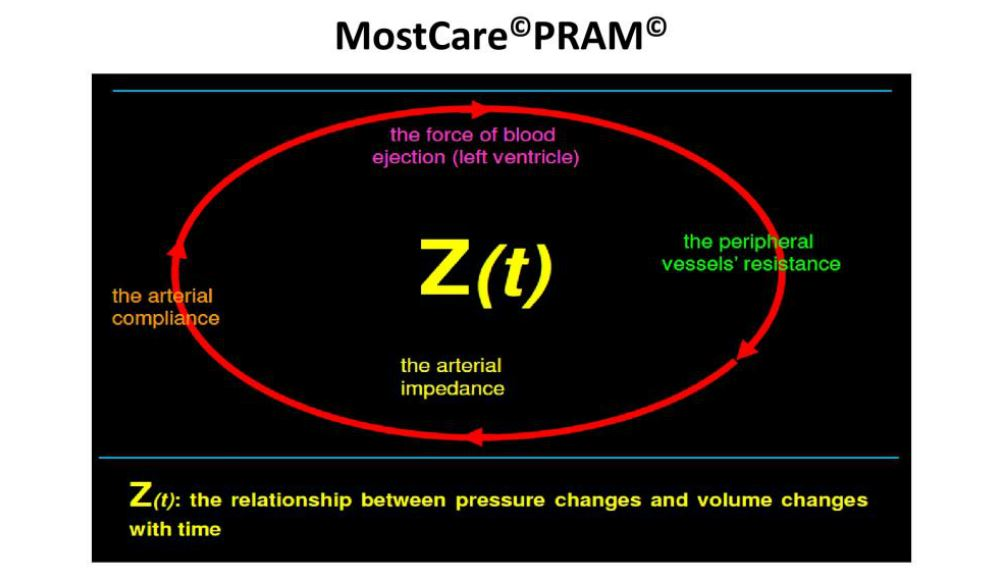 MostCare©PRAM©
the force of blood
ejection (left ventricle)
the peripheral
vessels' resistance
Z(t)
the arterial
compliance
the arterial
impedance
Z(t): the relationship between pressure changes and volume changes
with time